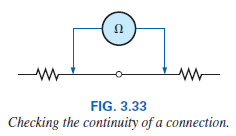 Ω
FIG. 3.33
Checking the continuity of a connection.